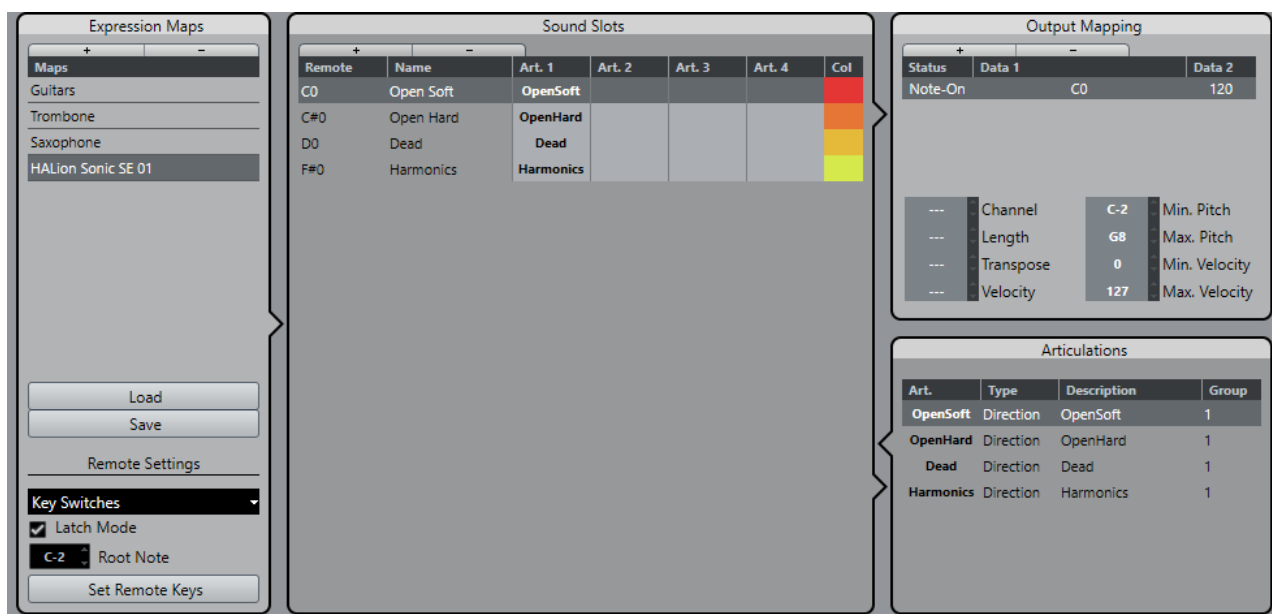 Expression Maps
+ -
Maps
Guitars
Trombone
Saxophone
HALion Sonic SE 01
Load
Save
Remote Settings
Key Switches
Latch Mode
C-2 Root Note
Set Remote Keys
Sound Slots
+ -
Remote Name Art. 1 Art. 2 Art. 3 Art. 4 Col
C0 Open Soft OpenSoft
C#0 Open Hard OpenHard
D0 Dead Dead
F#0 Harmonics Harmonics
Output Mapping
+ -
Status Data 1 Data 2
Note-On C0 120
--- Channel C-2 Min. Pitch
--- Length G8 Max. Pitch
--- Transpose 0 Min. Velocity
--- Velocity 127 Max. Velocity
Articulations
Art. Type Description Group
OpenSoft Direction OpenSoft 1
OpenHard Direction OpenHard 1
Dead Direction Dead 1
Harmonics Direction Harmonics 1